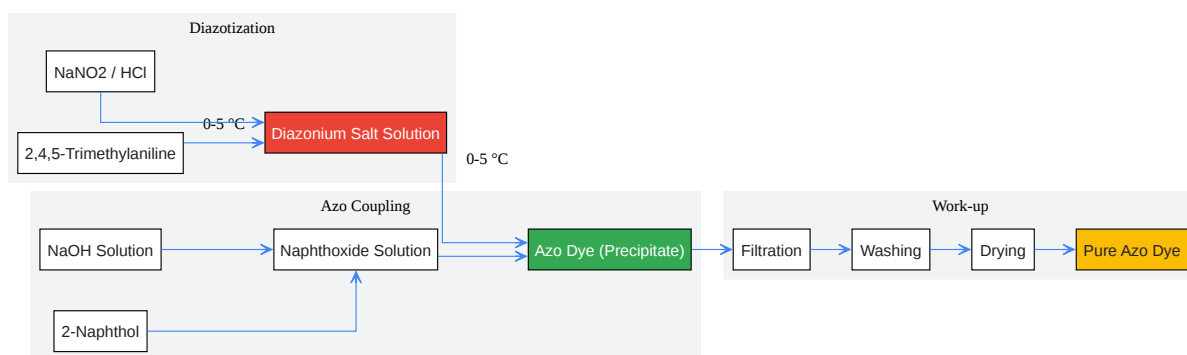 Diazotization
NaNO2 / HCl
0-5 °C
Diazonium Salt Solution
2,4,5-Trimethylaniline
0-5 °C
Azo Coupling
NaOH Solution
Naphthoxide Solution
Azo Dye (Precipitate)
2-Naphthol
Work-up
Filtration
Washing
Drying
Pure Azo Dye